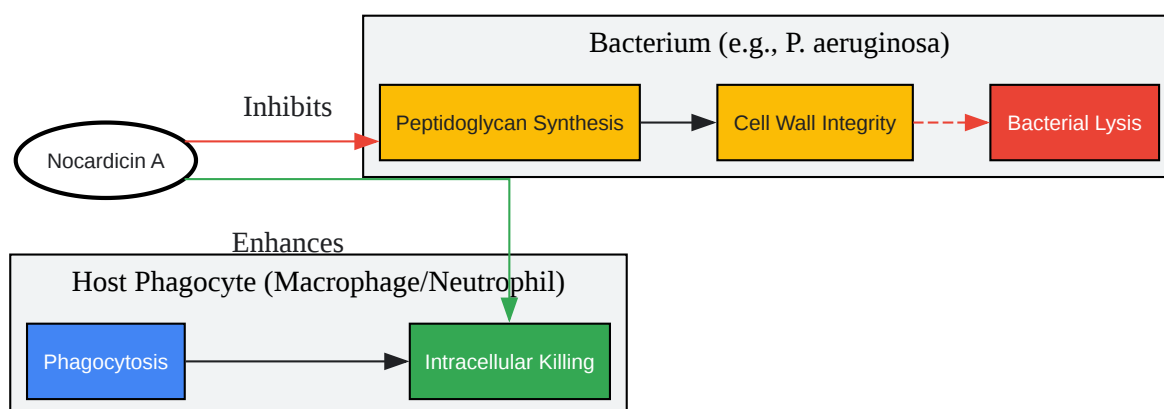 Bacterium (e.g., P. aeruginosa)
Inhibits
Peptidoglycan Synthesis
Cell Wall Integrity
Bacterial Lysis
Nocardicin A
Enhances
Host Phagocyte (Macrophage/Neutrophil)
Phagocytosis
Intracellular Killing